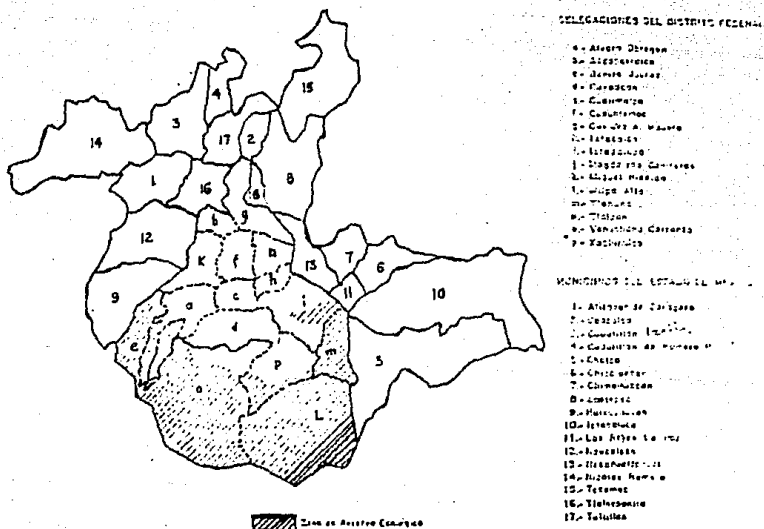 DELEGACIONES DEL DISTRITO FEDERAL
a.- Alvaro Obregon
b.- Azcapotzalco
c.- Benito Juarez
d.- Coyoacan
e.- Cuajimalpa
f.- Cuauhtemoc
g.- Gustavo A. Madero
h.- Iztacalco
i.- Iztapalapa
j.- Magdalena Contreras
k.- Miguel Hidalgo
l.- Milpa Alta
m.- Tlahuac
n.- Tlalpan
o.- Venustiano Carranza
p.- Xochimilco
MUNICIPIOS DEL ESTADO DE
1.- Atizapan de Zaragoza
2.- Coacalco
3.- Cuautitlan
4.- Cuautitlan de Romero
5.- Chalco
6.- Chicoloapan
7.- Chimalhuacan
8.- Ecatepec
9.- Huixquilucan
10.- Ixtapaluca
11.- Los Reyes La Paz
12.- Naucalpan
13.- Nezahualcoyotl
14.- Nicolas Romero
15.- Tecamac
16.- Tlalnepantla
17.- Tultitlan
15
4
3
17
2
14
8
1
16
8
b
g
12
K
f
n
13
7
6
h
11
10
9
a
c
i
e
d
m
5
p
o
L
Zona de Ecologica